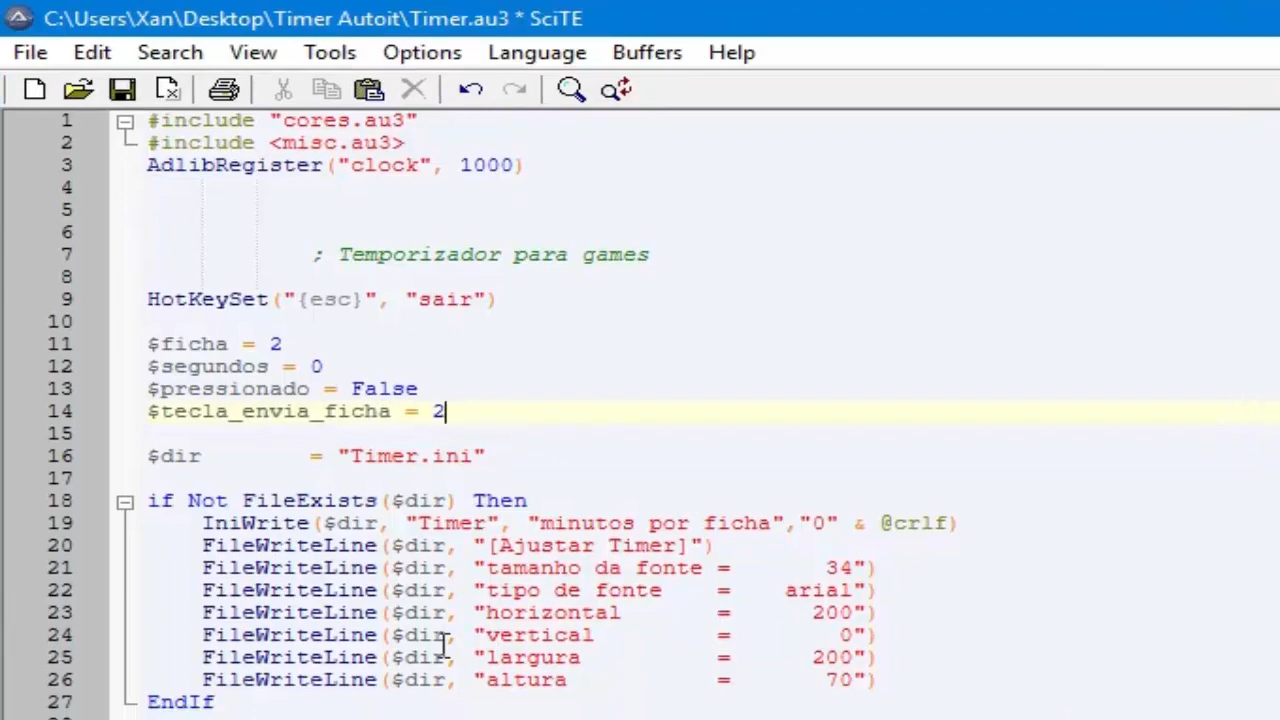 C:\Users\Xan\Desktop\Timer Autoit\Timer.au3 * SciTE
File Edit Search View Tools Options Language Buffers Help
1 #include "cores.au3"
2 #include <misc.au3>
3 AdlibRegister("clock", 1000)
4
5
6
7 ; Temporizador para games
8
9 HotKeySet("{esc}", "sair")
10
11 $ficha = 2
12 $segundos = 0
13 $pressionado = False
14 $tecla_envia_ficha = 2
15
16 $dir = "Timer.ini"
17
18 if Not FileExists($dir) Then
19 IniWrite($dir, "Timer", "minutos por ficha","0" & @crlf)
20 FileWriteLine($dir, "[Ajustar Timer]")
21 FileWriteLine($dir, "tamanho da fonte = 34")
22 FileWriteLine($dir, "tipo de fonte = arial")
23 FileWriteLine($dir, "horizontal = 200")
24 FileWriteLine($dir, "vertical = 0")
25 FileWriteLine($dir, "largura = 200")
26 FileWriteLine($dir, "altura = 70")
27 EndIf